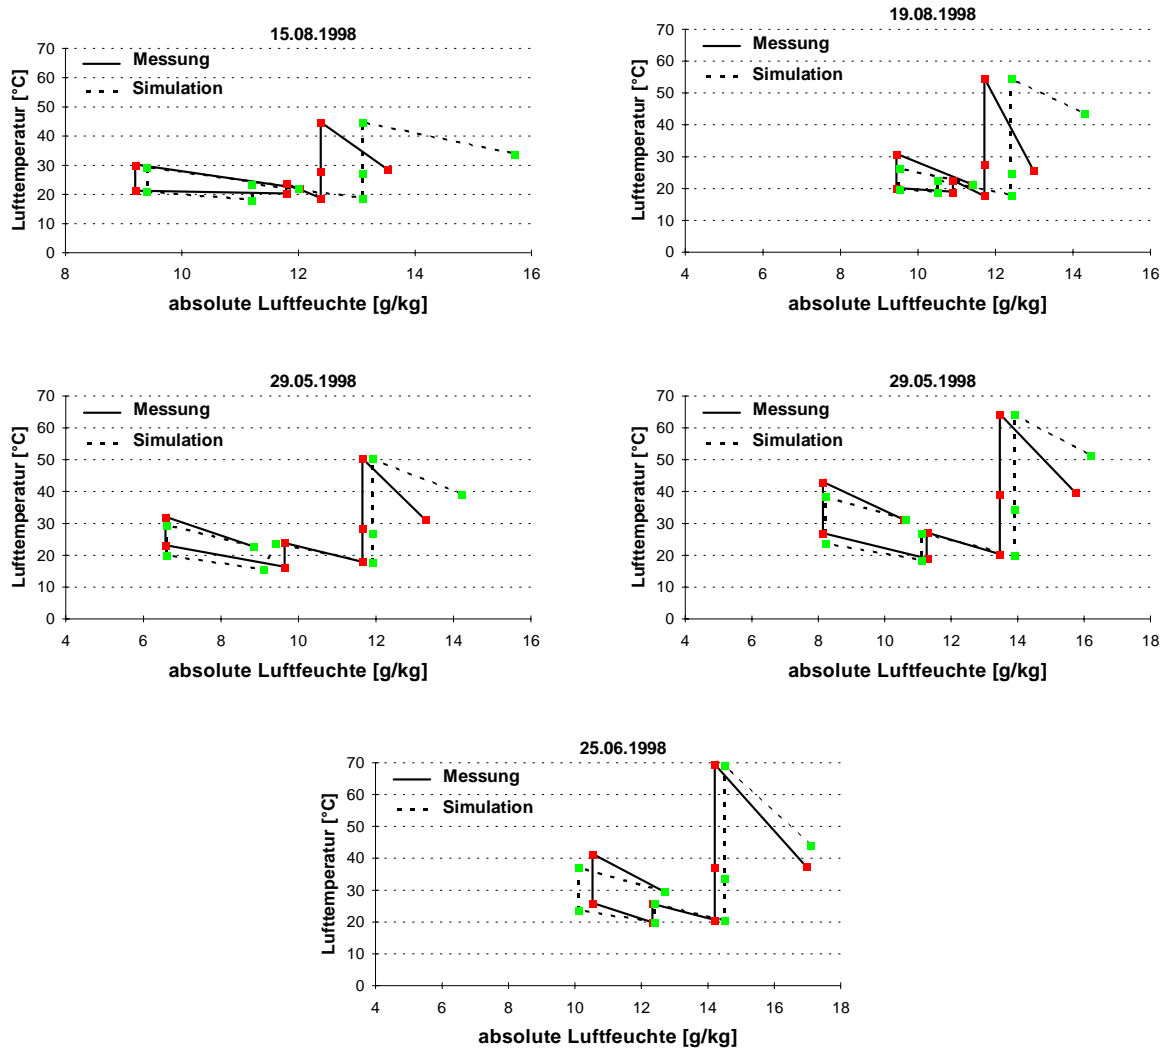 15.08.1998
Messung
Simulation
Lufttemperatur [°C]
70
60
50
40
30
20
10
0
8 10 12 14 16
absolute Luftfeuchte [g/kg]
19.08.1998
Messung
Simulation
Lufttemperatur [°C]
70
60
50
40
30
20
10
0
4 6 8 10 12 14 16
absolute Luftfeuchte [g/kg]
29.05.1998
Messung
Simulation
Lufttemperatur [°C]
70
60
50
40
30
20
10
0
4 6 8 10 12 14 16
absolute Luftfeuchte [g/kg]
29.05.1998
Messung
Simulation
Lufttemperatur [°C]
70
60
50
40
30
20
10
0
4 6 8 10 12 14 16 18
absolute Luftfeuchte [g/kg]
25.06.1998
Messung
Simulation
Lufttemperatur [°C]
70
60
50
40
30
20
10
0
4 6 8 10 12 14 16 18
absolute Luftfeuchte [g/kg]